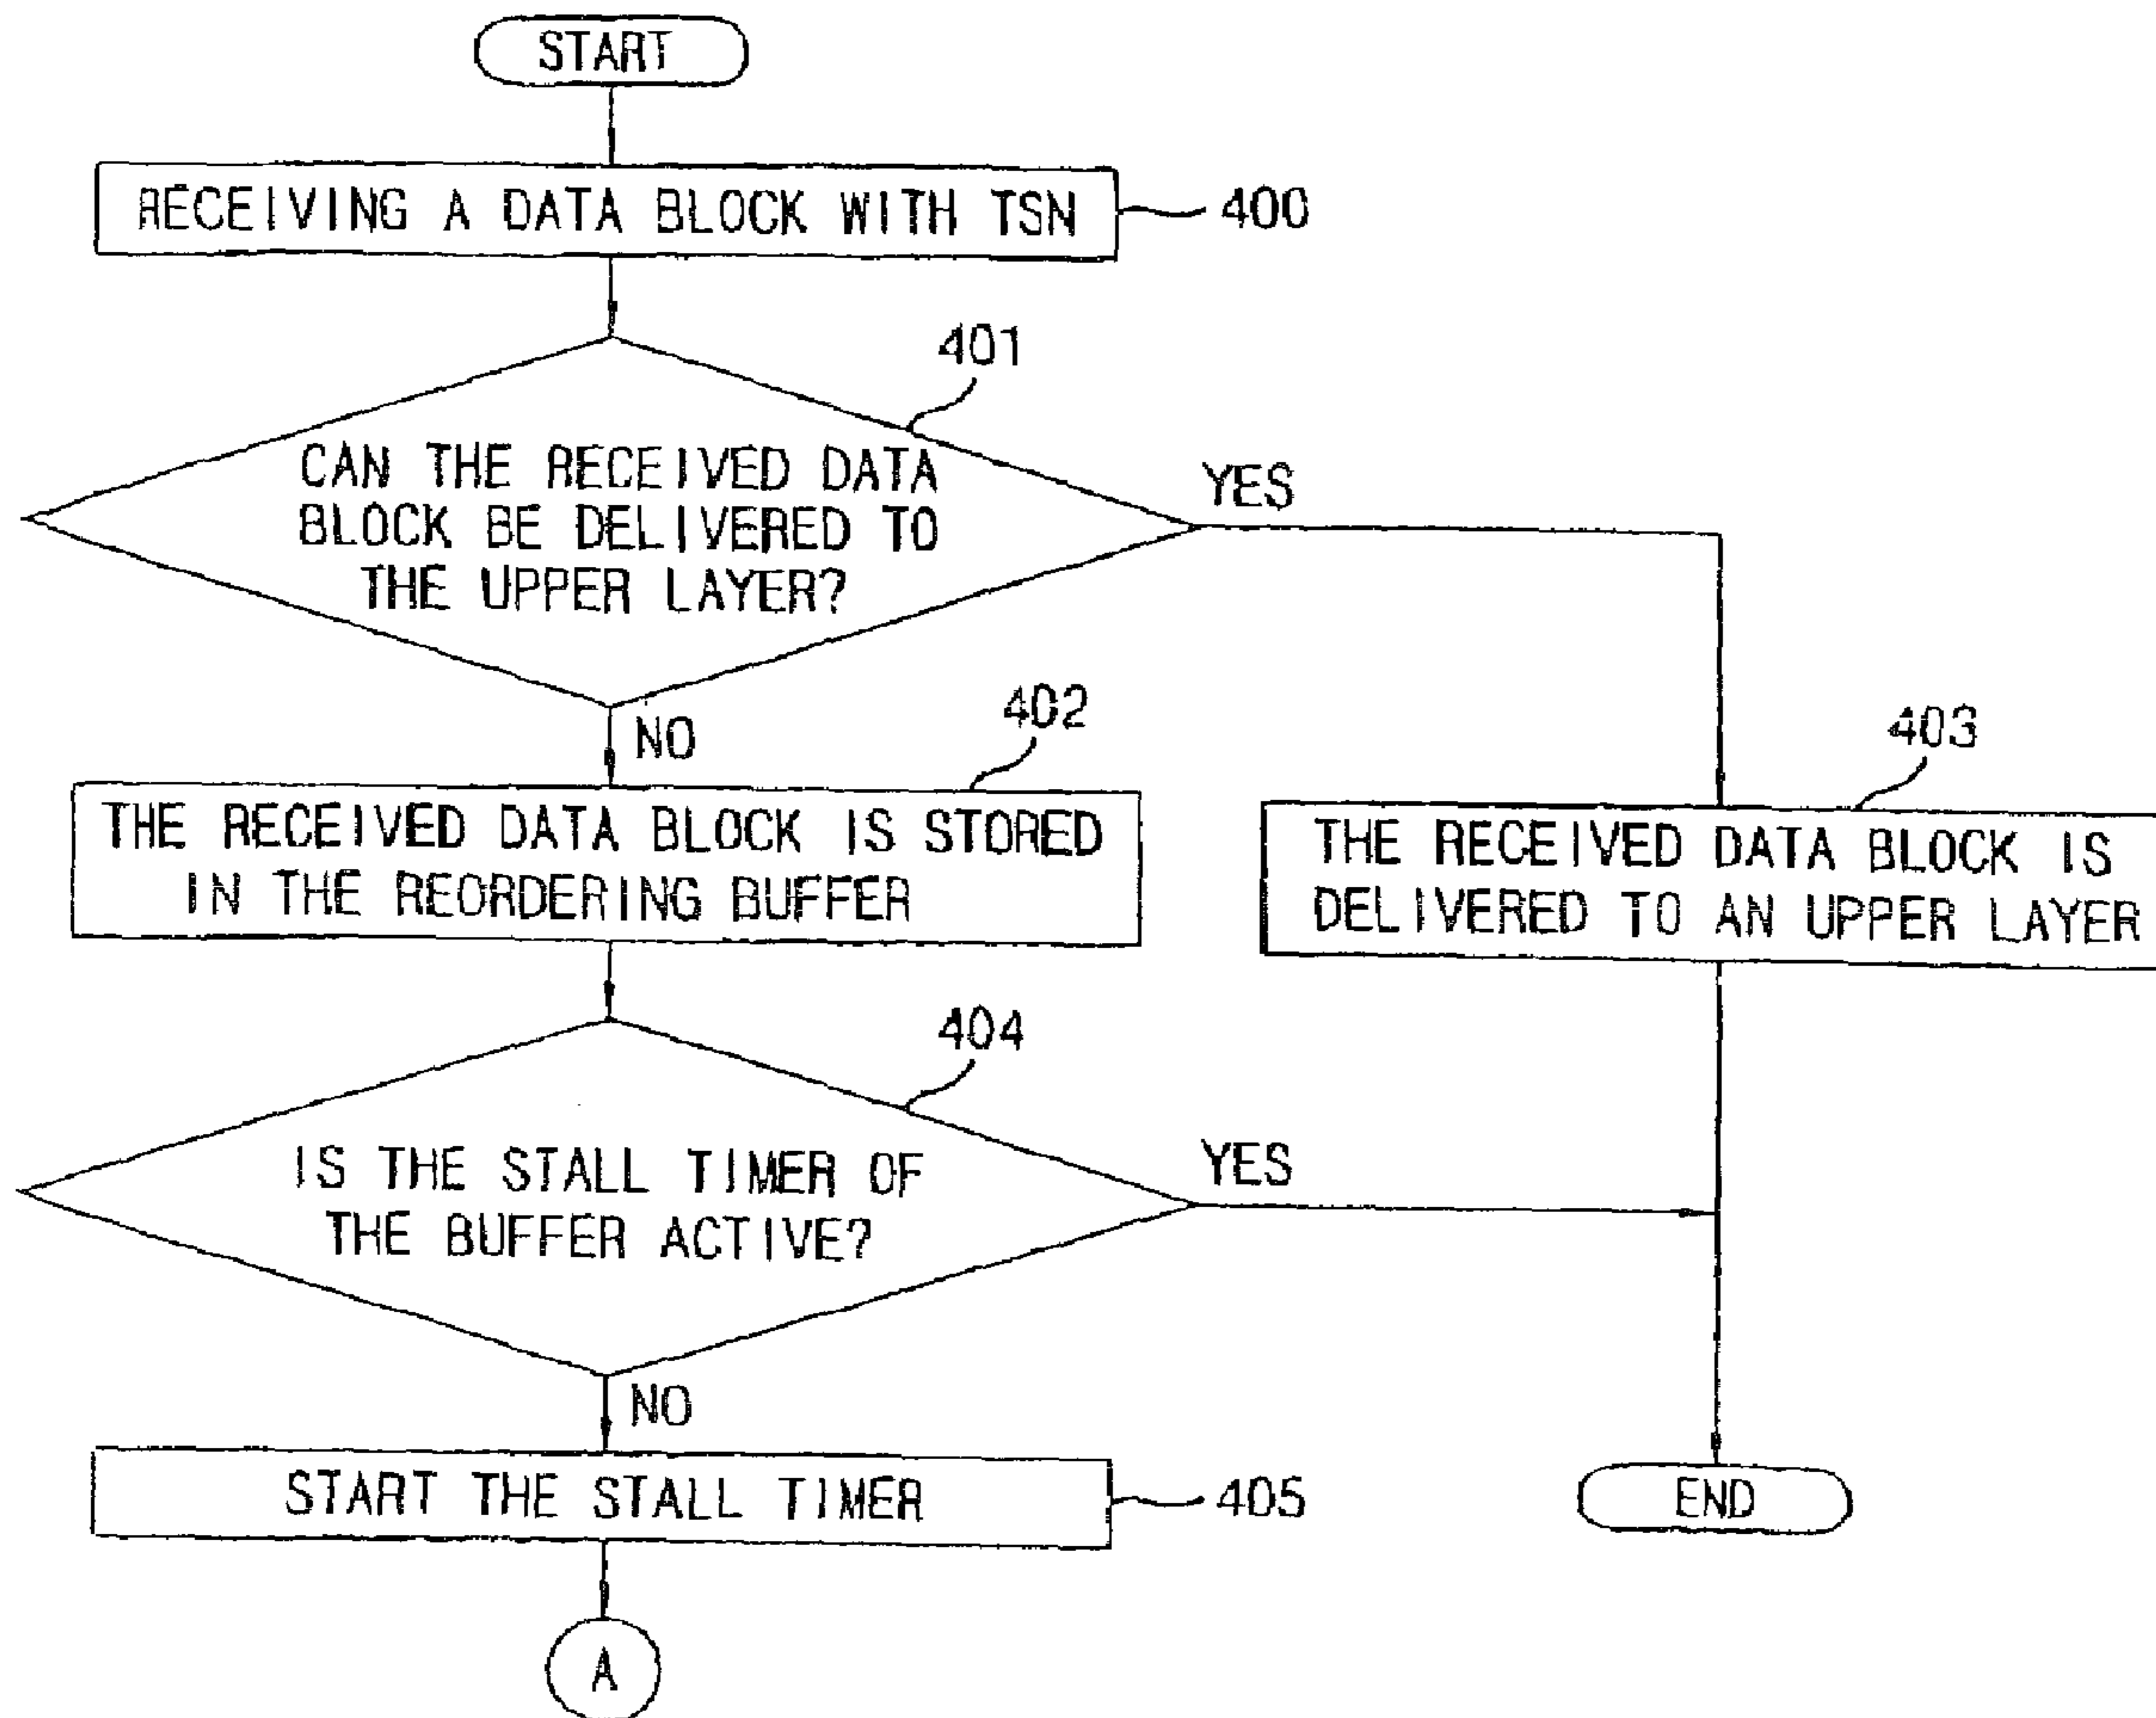 START
RECEIVING A DATA BLOCK WITH TSN
400
401
CAN THE RECEIVED DATA
BLOCK BE DELIVERED TO
THE UPPER LAYER?
YES
NO
402
THE RECEIVED DATA BLOCK IS STORED
IN THE REORDERING BUFFER
403
THE RECEIVED DATA BLOCK IS
DELIVERED TO AN UPPER LAYER
404
IS THE STALL TIMER OF
THE BUFFER ACTIVE?
YES
NO
START THE STALL TIMER
405
END
A